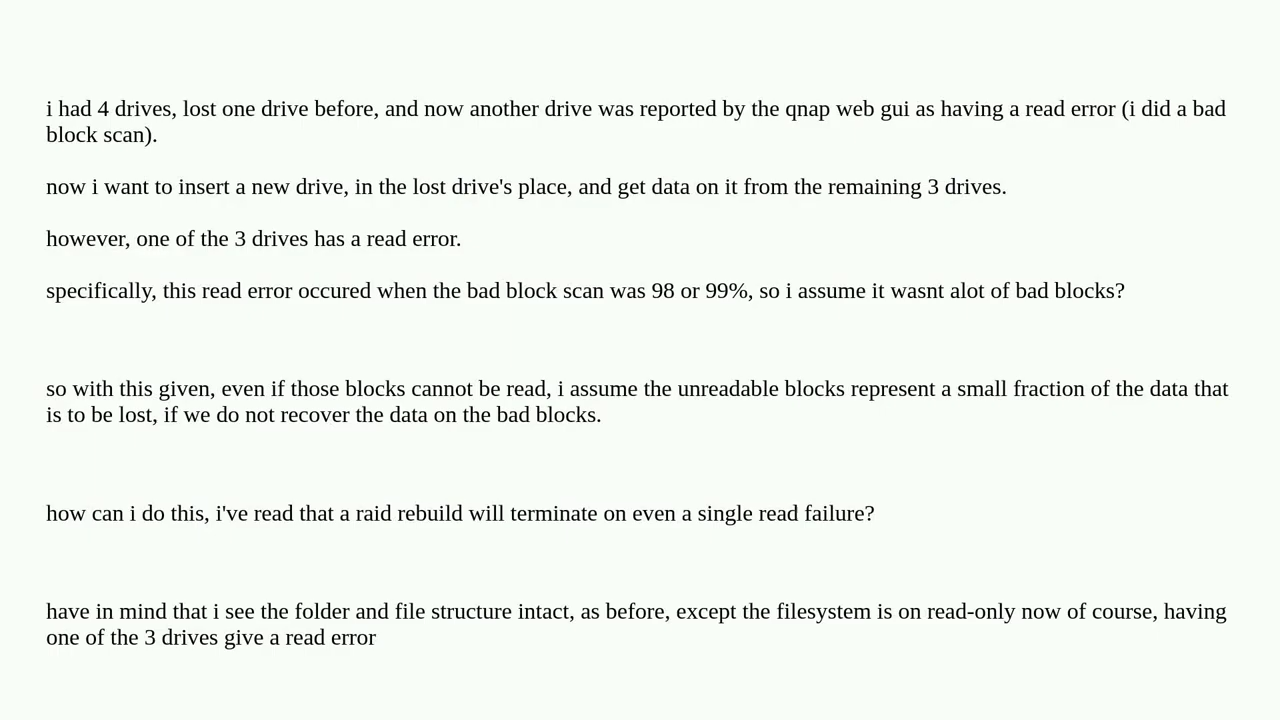 i had 4 drives, lost one drive before, and now another drive was reported by the qnap web gui as having a read error (i did a bad
block scan).
now i want to insert a new drive, in the lost drive's place, and get data on it from the remaining 3 drives.
however, one of the 3 drives has a read error.
specifically, this read error occured when the bad block scan was 98 or 99%, so i assume it wasnt alot of bad blocks?
so with this given, even if those blocks cannot be read, i assume the unreadable blocks represent a small fraction of the data that
is to be lost, if we do not recover the data on the bad blocks.
how can i do this, i've read that a raid rebuild will terminate on even a single read failure?
have in mind that i see the folder and file structure intact, as before, except the filesystem is on read-only now of course, having
one of the 3 drives give a read error